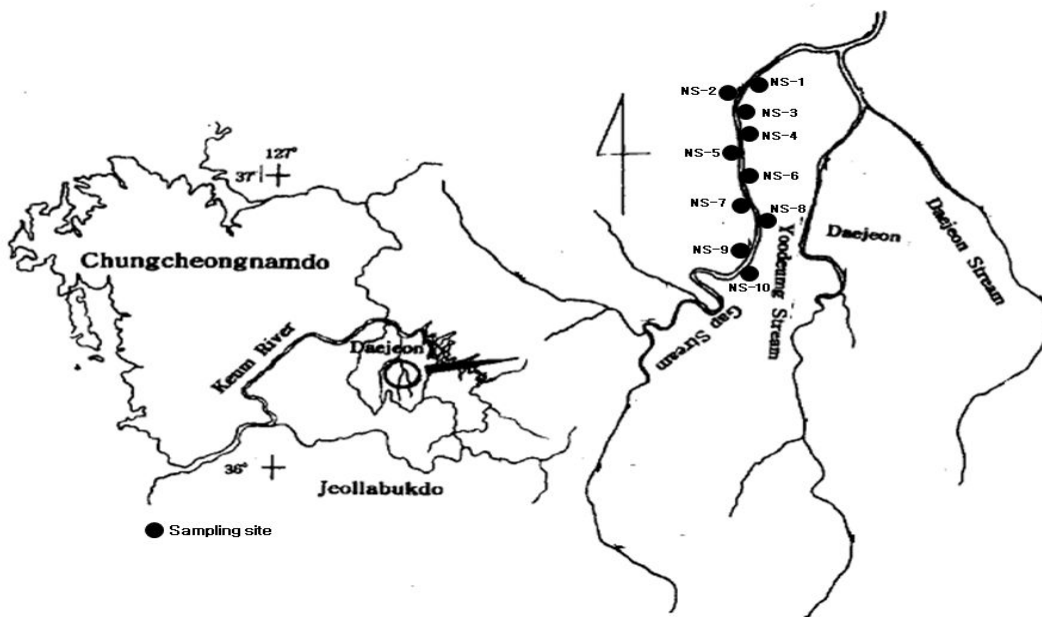 NS-1
NS-2
NS-3
NS-4
NS-5
NS-6
NS-7
NS-8
NS-9
NS-10
127°
37
Chungcheongnamdo
Keum River
Daejeon
36°
Jeollabukdo
Sampling site
Gap Stream
Yoodeung Stream
Daejeon
Daejeon Stream